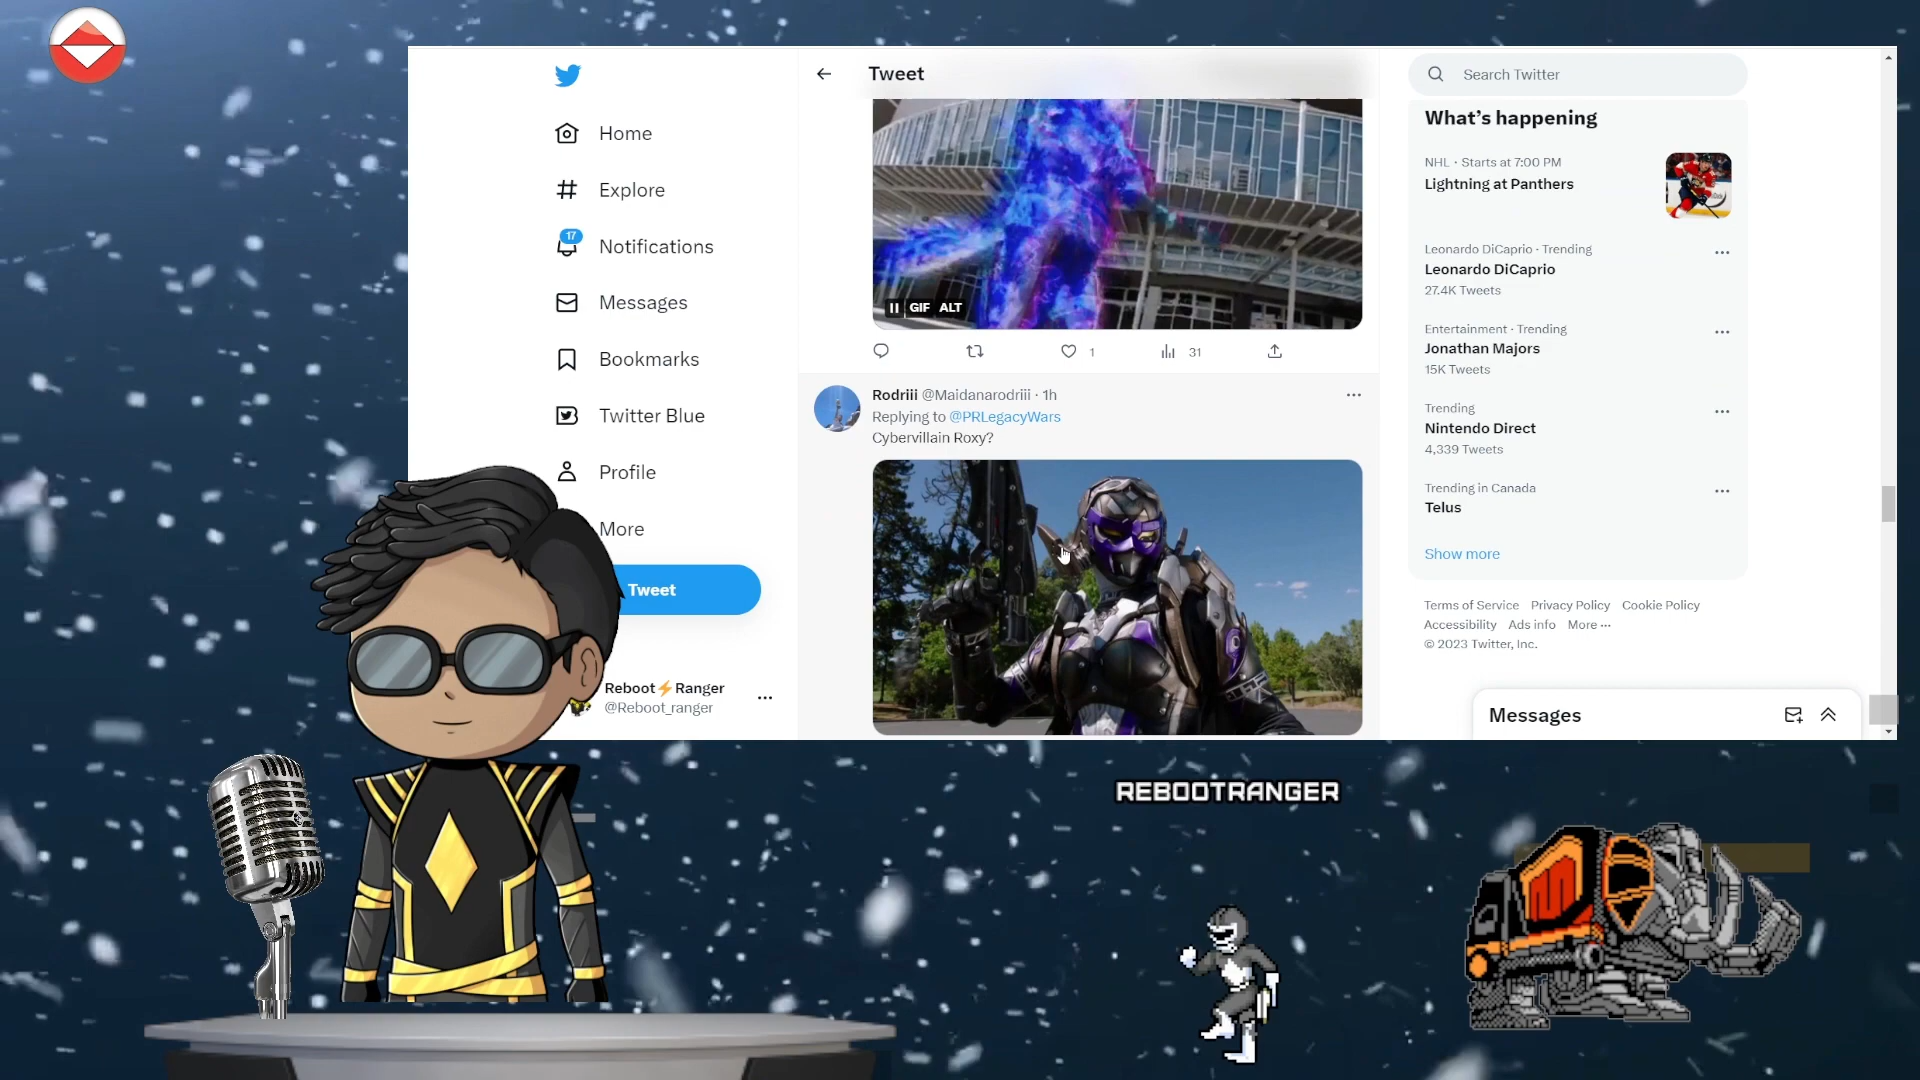 Home
Explore
17
Notifications
Messages
Bookmarks
Twitter Blue
Profile
More
Tweet
Reboot⚡Ranger
@Reboot_ranger
Tweet
GIF ALT
1
31
Rodriii @Maidanarodriii · 1h
Replying to @PRLegacyWars
Cybervillain Roxy?
Search Twitter
What's happening
NHL · Starts at 7:00 PM
Lightning at Panthers
Leonardo DiCaprio · Trending
Leonardo DiCaprio
27.4K Tweets
Entertainment · Trending
Jonathan Majors
15K Tweets
Trending
Nintendo Direct
4,339 Tweets
Trending in Canada
Telus
Show more
Terms of Service Privacy Policy Cookie Policy
Accessibility Ads info More ...
© 2023 Twitter, Inc.
Messages
REBOOTRANGER